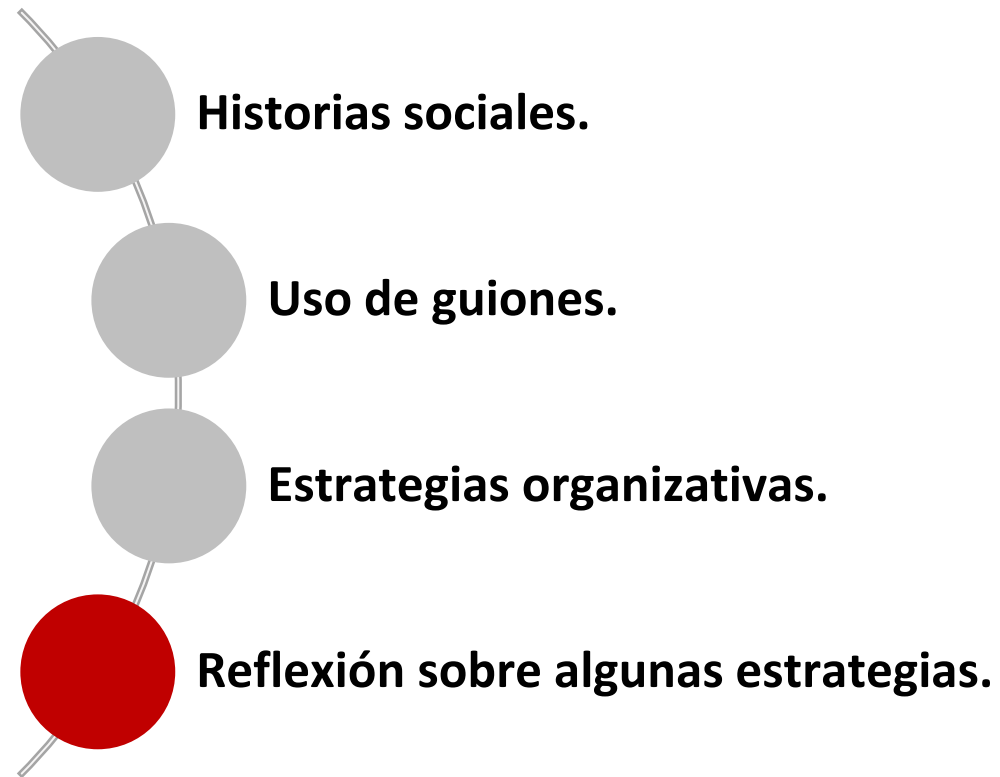 Historias sociales.
Uso de guiones.
Estrategias organizativas.
Reflexión sobre algunas estrategias.